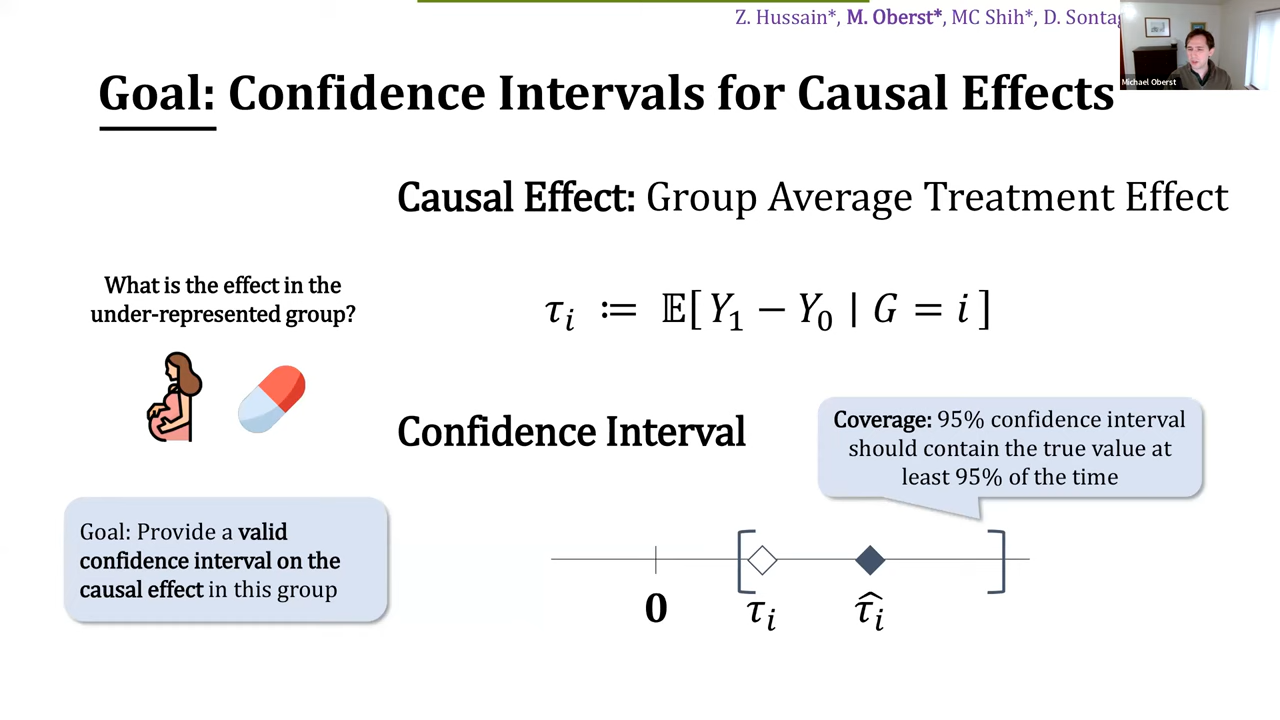 Z. Hussain*, M. Oberst*, MC Shih*, D. Sontag
Michael Oberst
Goal: Confidence Intervals for Causal Effects
Causal Effect: Group Average Treatment Effect
What is the effect in the
under-represented group?
τᵢ ≔ 𝔼[ Y₁ − Y₀ | G = i ]
Confidence Interval
Coverage: 95% confidence interval
should contain the true value at
least 95% of the time
Goal: Provide a valid
confidence interval on the
causal effect in this group
0 τᵢ τ̂ᵢ